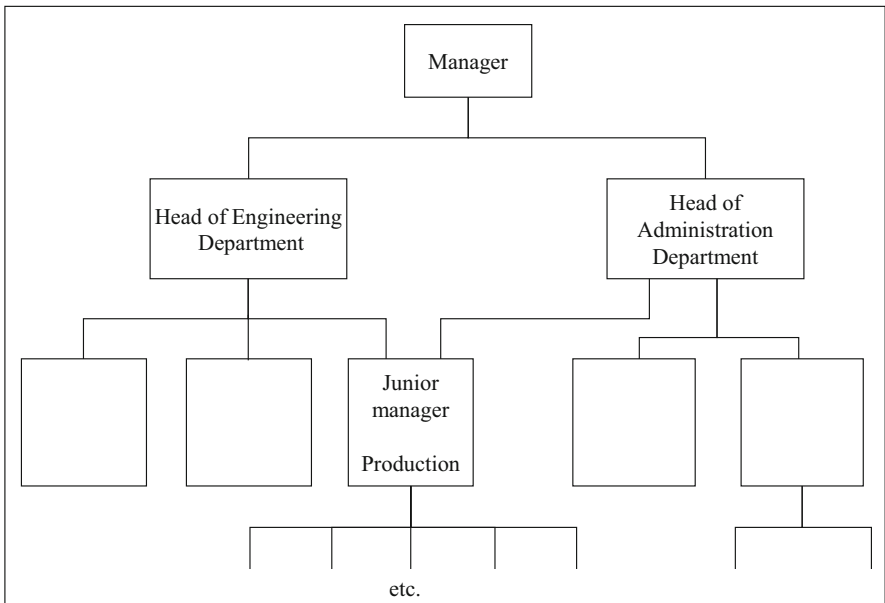 Manager
Head of Engineering
Department
Head of
Administration
Department
Junior
manager
Production
etc.